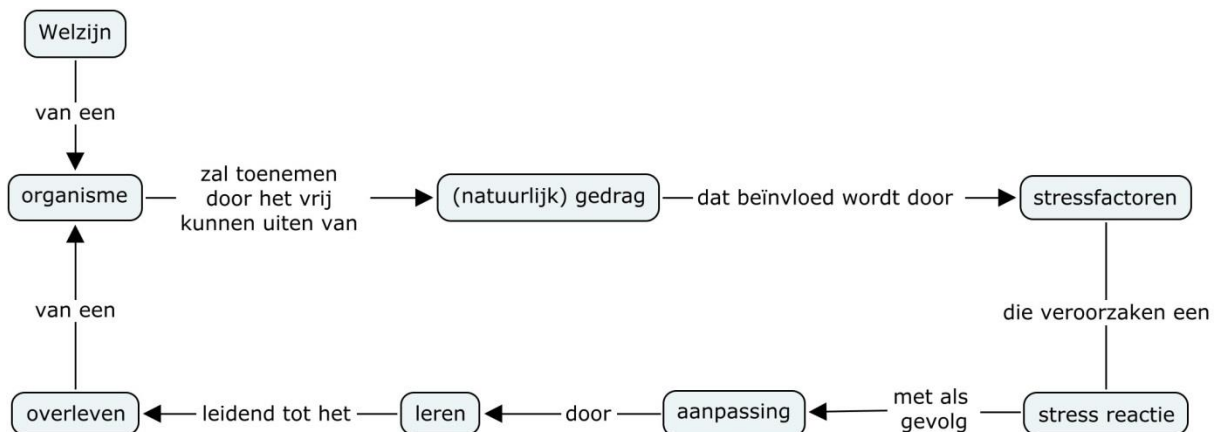 Welzijn
van een
organisme
zal toenemen
door het vrij
kunnen uiten van
(natuurlijk) gedrag
dat beïnvloed wordt door
stressfactoren
die veroorzaken een
stress reactie
met als
gevolg
aanpassing
door
leren
leidend tot het
overleven
van een